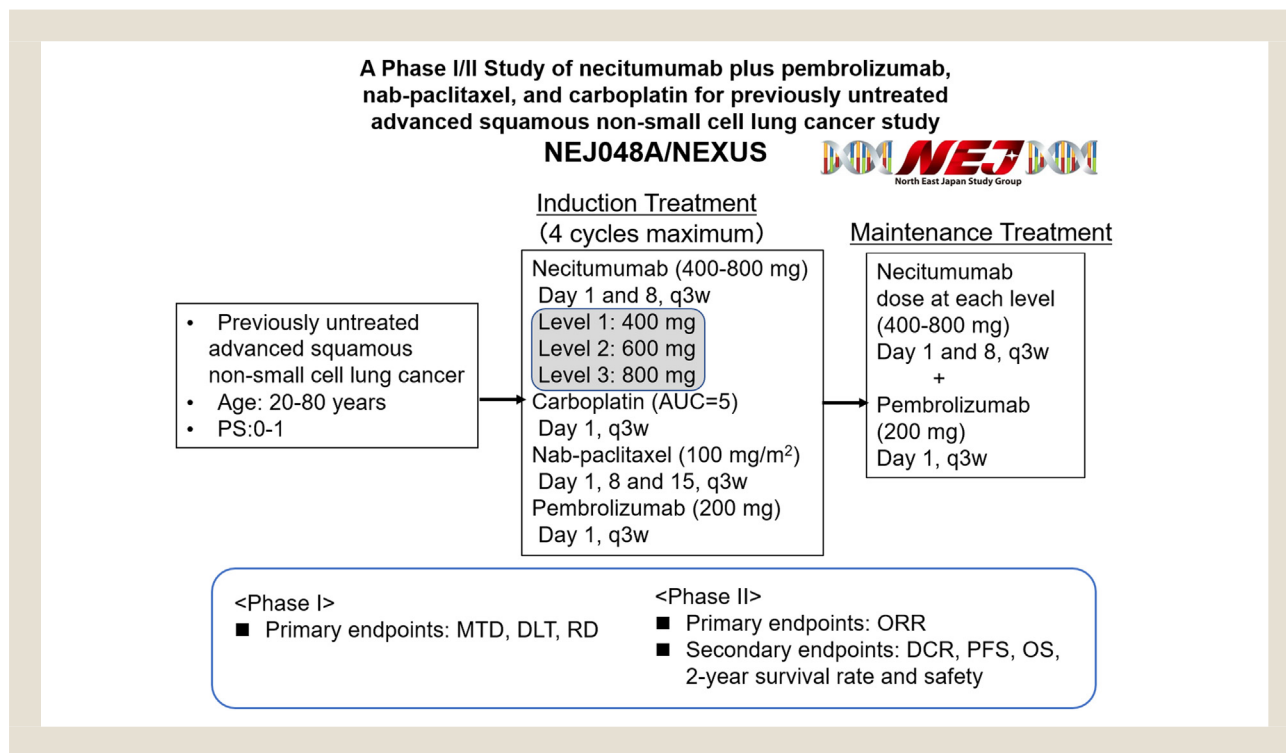 A Phase I/II Study of necitumumab plus pembrolizumab,
nab-paclitaxel, and carboplatin for previously untreated
advanced squamous non-small cell lung cancer study
NEJ048A/NEXUS
NEJ
North East Japan Study Group
• Previously untreated
advanced squamous
non-small cell lung cancer
• Age: 20-80 years
• PS:0-1
Induction Treatment
（4 cycles maximum）
Necitumumab (400-800 mg)
Day 1 and 8, q3w
Level 1: 400 mg
Level 2: 600 mg
Level 3: 800 mg
Carboplatin (AUC=5)
Day 1, q3w
Nab-paclitaxel (100 mg/m²)
Day 1, 8 and 15, q3w
Pembrolizumab (200 mg)
Day 1, q3w
Maintenance Treatment
Necitumumab
dose at each level
(400-800 mg)
Day 1 and 8, q3w
+
Pembrolizumab
(200 mg)
Day 1, q3w
<Phase I>
■ Primary endpoints: MTD, DLT, RD
<Phase II>
■ Primary endpoints: ORR
■ Secondary endpoints: DCR, PFS, OS,
2-year survival rate and safety